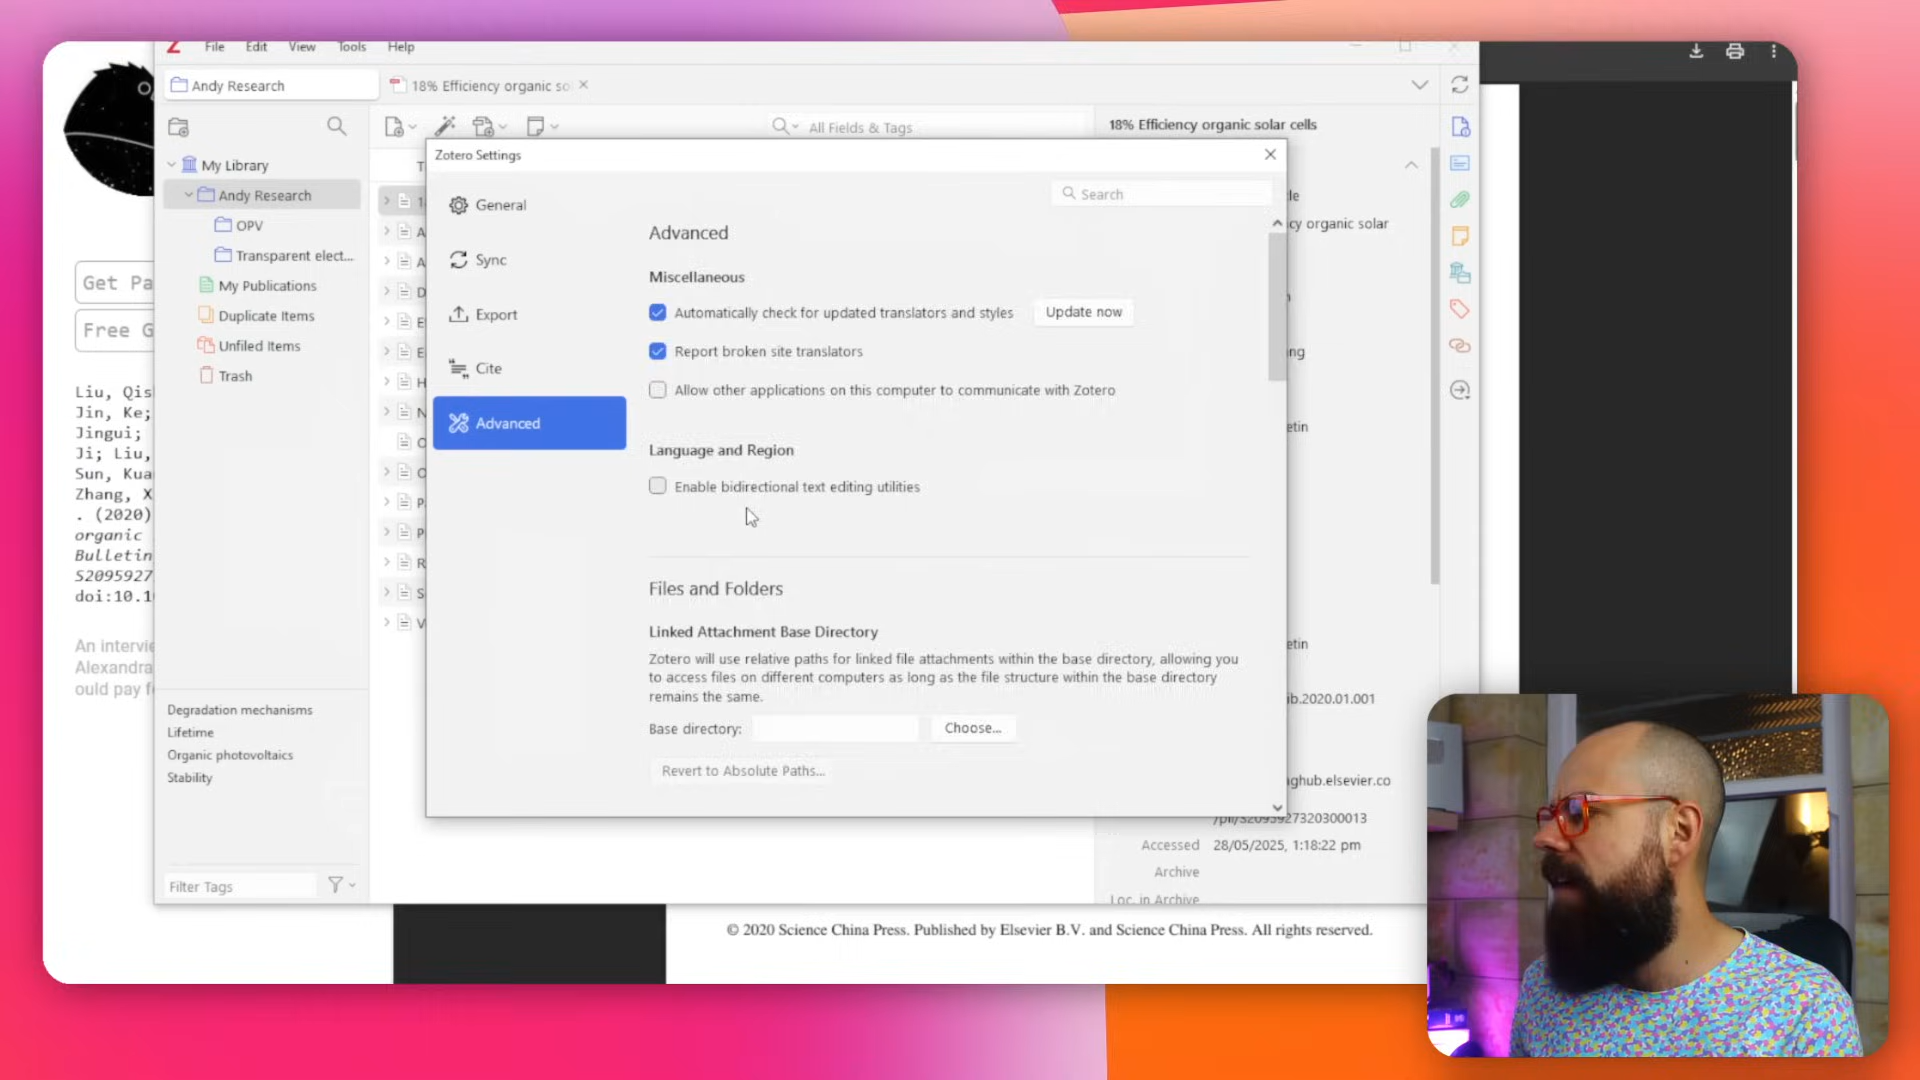 File Edit View Tools Help
Andy Research
18% Efficiency organic so
All Fields & Tags
18% Efficiency organic solar cells
My Library
Andy Research
OPV
Transparent elect...
My Publications
Duplicate Items
Unfiled Items
Trash
Degradation mechanisms
Lifetime
Organic photovoltaics
Stability
Filter Tags
Zotero Settings
General
Sync
Export
Cite
Advanced
Search
Advanced
Miscellaneous
Automatically check for updated translators and styles
Update now
Report broken site translators
Allow other applications on this computer to communicate with Zotero
Language and Region
Enable bidirectional text editing utilities
Files and Folders
Linked Attachment Base Directory
Zotero will use relative paths for linked file attachments within the base directory, allowing you
to access files on different computers as long as the file structure within the base directory
remains the same.
Base directory:
Choose...
Revert to Absolute Paths...
cy organic solar
etin
etin
ib.2020.01.001
ghub.elsevier.co
/pii/S2095927320300013
Accessed 28/05/2025, 1:18:22 pm
Archive
Loc. in Archive
Get Pa
Free G
Liu, Qis
Jin, Ke;
Jingui;
Ji; Liu,
Sun, Kua
Zhang, X
. (2020)
organic
Bulletin
S2095927
doi:10.1
An intervie
Alexandra
ould pay f
© 2020 Science China Press. Published by Elsevier B.V. and Science China Press. All rights reserved.